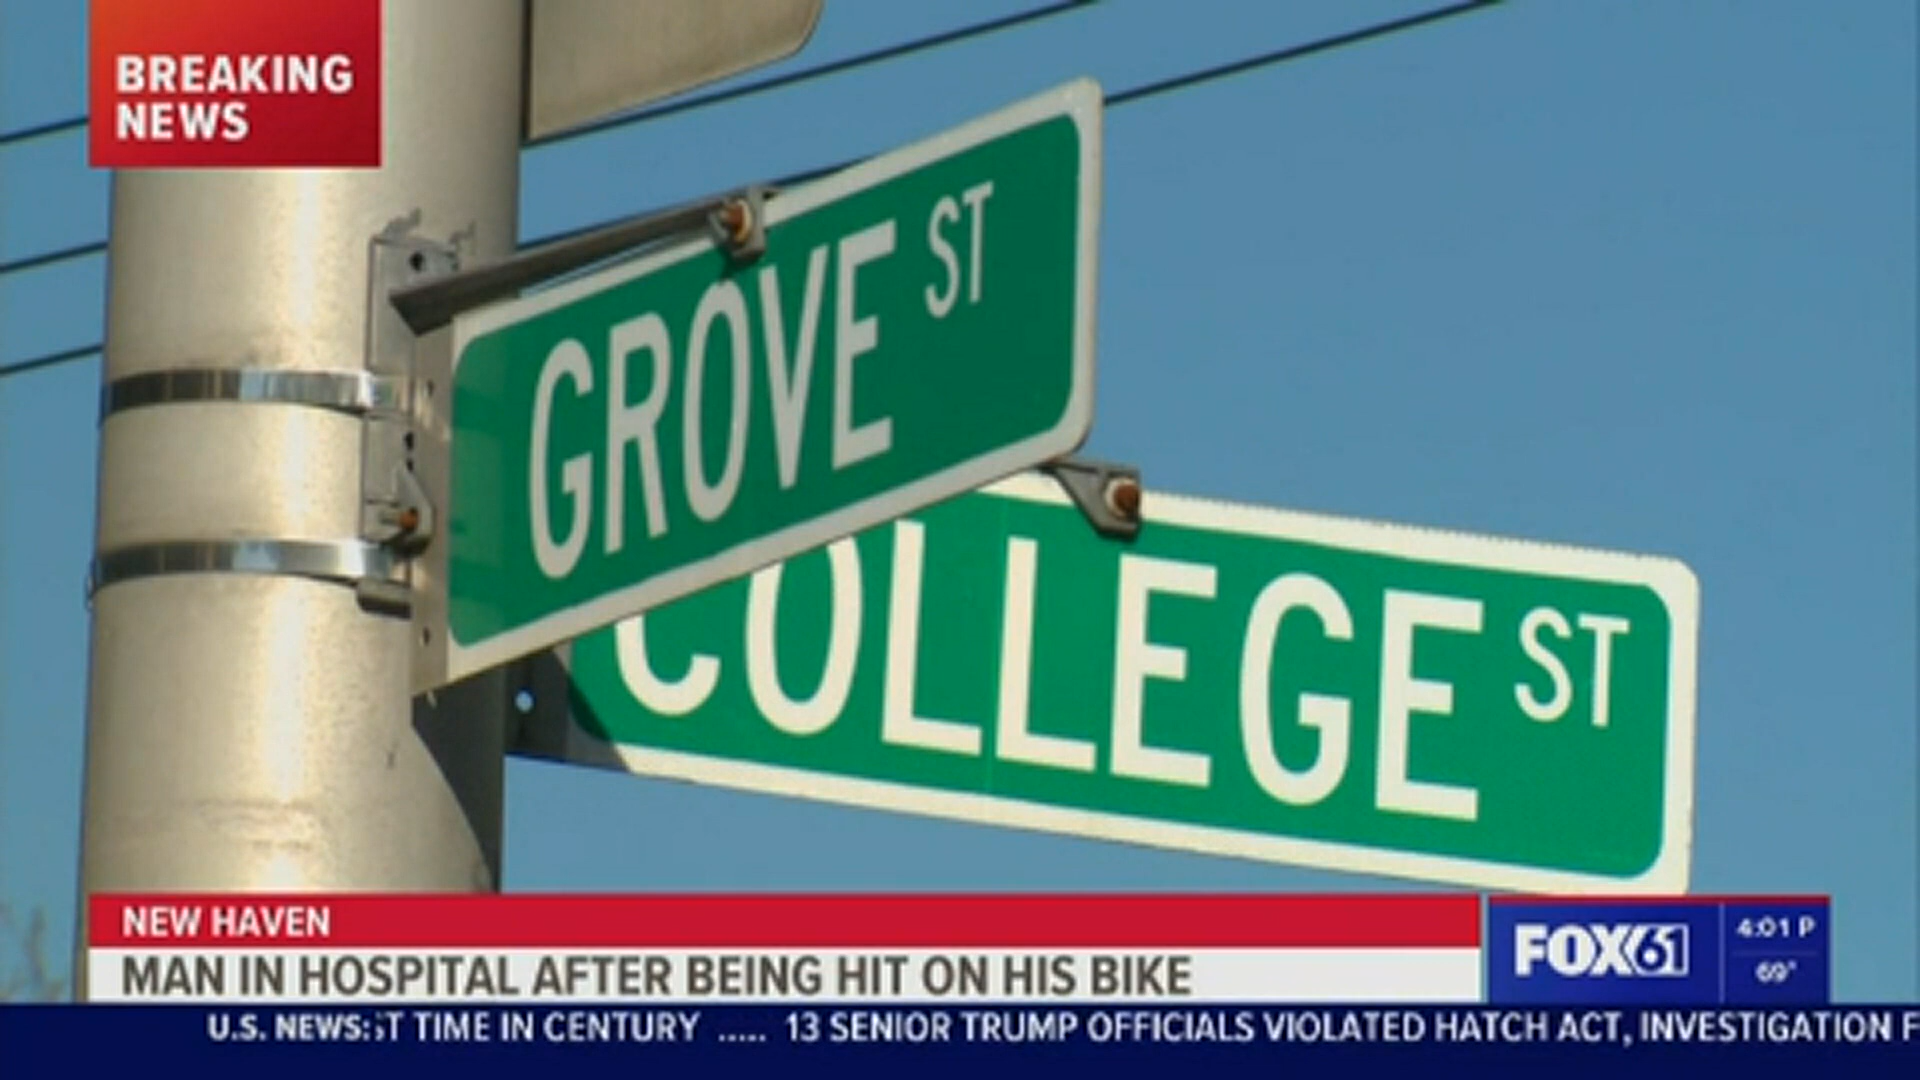 BREAKING
NEWS
GROVE ST
COLLEGE ST
NEW HAVEN
MAN IN HOSPITAL AFTER BEING HIT ON HIS BIKE
FOX61
4:01 P
69°
U.S. NEWS: ST TIME IN CENTURY ..... 13 SENIOR TRUMP OFFICIALS VIOLATED HATCH ACT, INVESTIGATION F